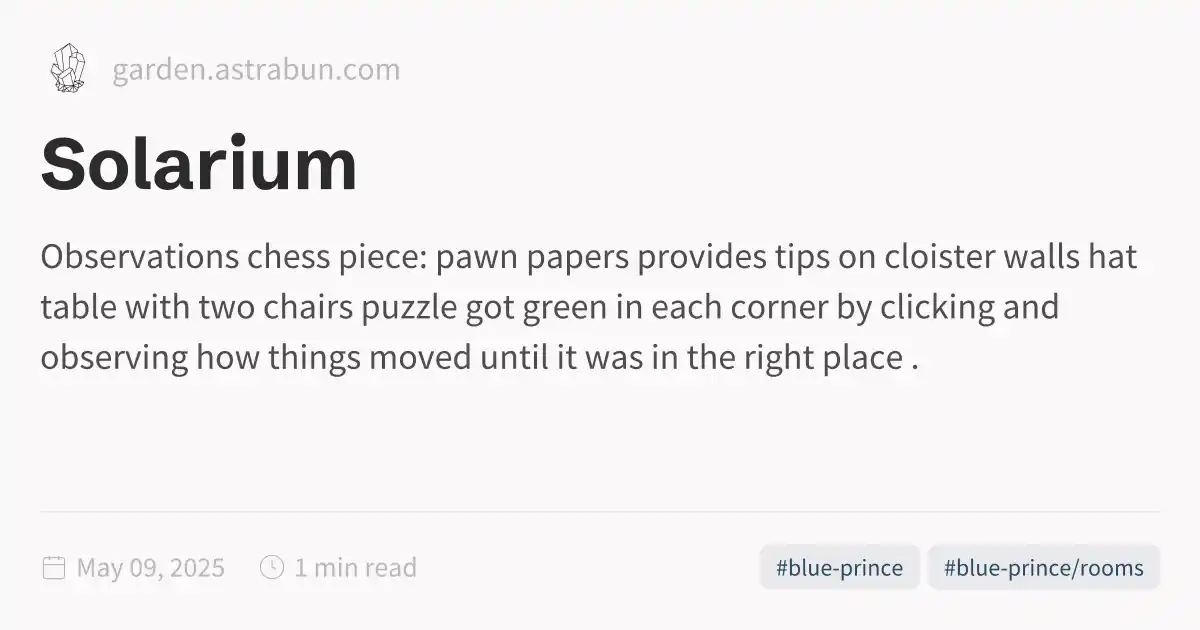 garden.astrabun.com
Solarium
Observations chess piece: pawn papers provides tips on cloister walls hat
table with two chairs puzzle got green in each corner by clicking and
observing how things moved until it was in the right place .
May 09, 2025 1 min read #blue-prince #blue-prince/rooms